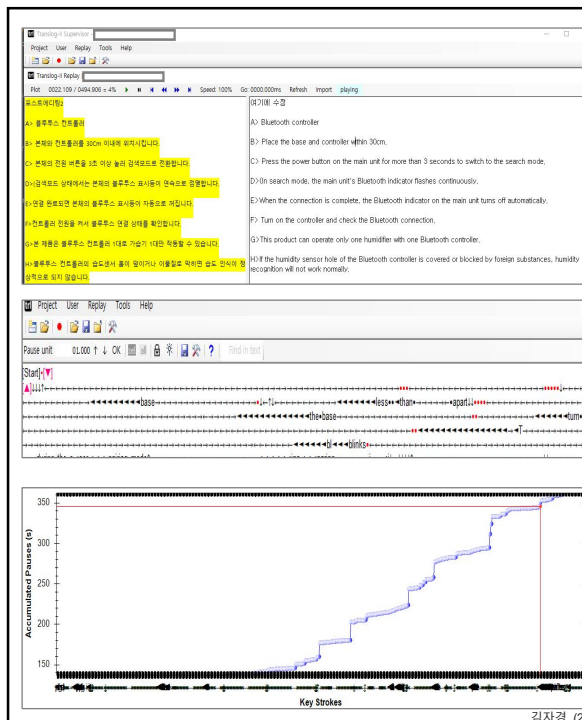 Translog-II Supervisor -
Project User Replay Tools Help
Translog-II Replay
Plot 0022.109 / 0494.906 = 4% Speed: 100% Go: 0000.000ms Refresh Import playing
포스트에디팅2
A> 블루투스 컨트롤러
B> 본체와 컨트롤러를 30Cm 이내에 위치시킵니다.
C> 본체의 전원 버튼을 3초 이상 눌러 검색모드로 전환합니다.
D>(검색모드 상태에서는 본체의 블루투스 표시등이 연속으로 점멸합니다.
E>연결 완료되면 본체의 블루투스 표시등이 자동으로 꺼집니다.
F>컨트롤러 전원을 켜서 블루투스 연결 상태를 확인합니다.
G>본 제품은 블루투스 컨트롤러 1대로 가습기 1대만 작동할 수 있습니다.
H>블루투스 컨트롤러의 습도센서 홀이 덮이거나 이물질로 막히면 습도 인식이 정
상적으로 되지 않습니다.
여기에 수정
A> Bluetooth controller
B> Place the base and controller within 30cm.
C> Press the power button on the main unit for more than 3 seconds to switch to the search mode.
D>On search mode, the main unit's Bluetooth indicator flashes continuously.
E> When the connection is complete, the Bluetooth indicator on the main unit turns off automatically.
F> Turn on the controller and check the Bluetooth connection.
G>This product can operate only one humidifier with one Bluetooth controller.
H>If the humidity sensor hole of the Bluetooth controller is covered or blocked by foreign substances, humidity
recognition will not work normally.
Project User Replay Tools Help
Pause unit 01.000 ↑ ↓ OK Find in text
[Start]
base less than apart
the base turn
T
bl blinks
350
300
250
200
150
Accumulated Pauses (s)
Key Strokes